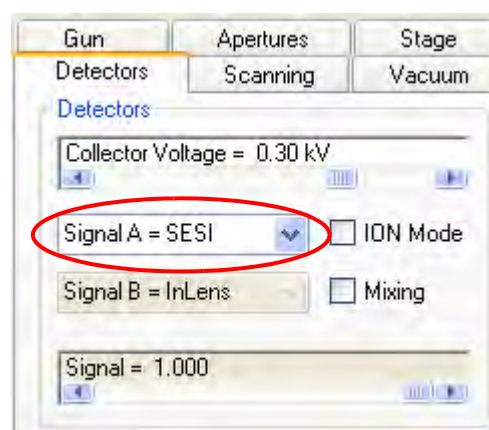 Gun Apertures Stage
Detectors Scanning Vacuum
Detectors
Collector Voltage = 0.30 kV
Signal A = SESI ION Mode
Signal B = InLens Mixing
Signal = 1.000